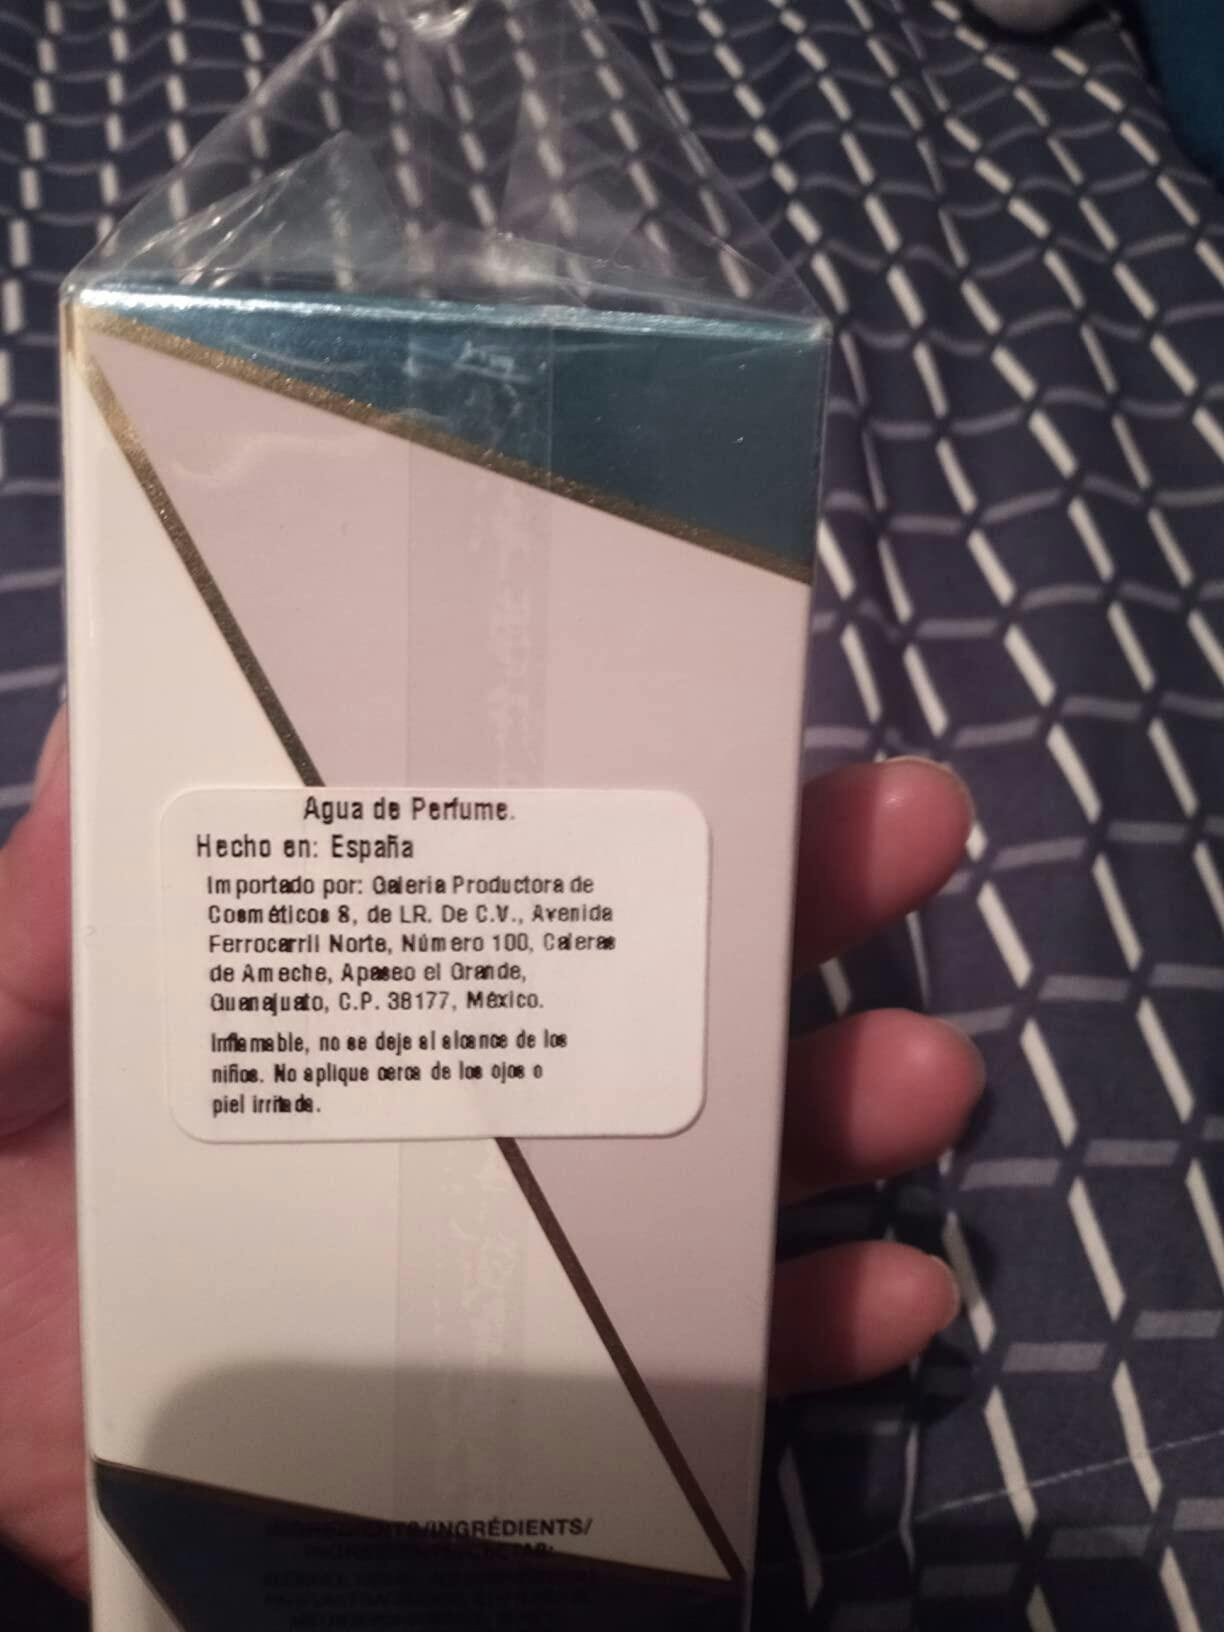 Agua de Perfume.
Hecho en: España
Importado por: Galeria Productora de
Cosméticos S, de LR. De C.V., Avenida
Ferrocarril Norte, Número 100, Caleras
de Ameche, Apaseo el Grande,
Guanajuato, C.P. 38177, México.
Inflamable, no se deje al alcance de los
niños. No aplique cerca de los ojos o
piel irritada.
/INGRÉDIENTS/